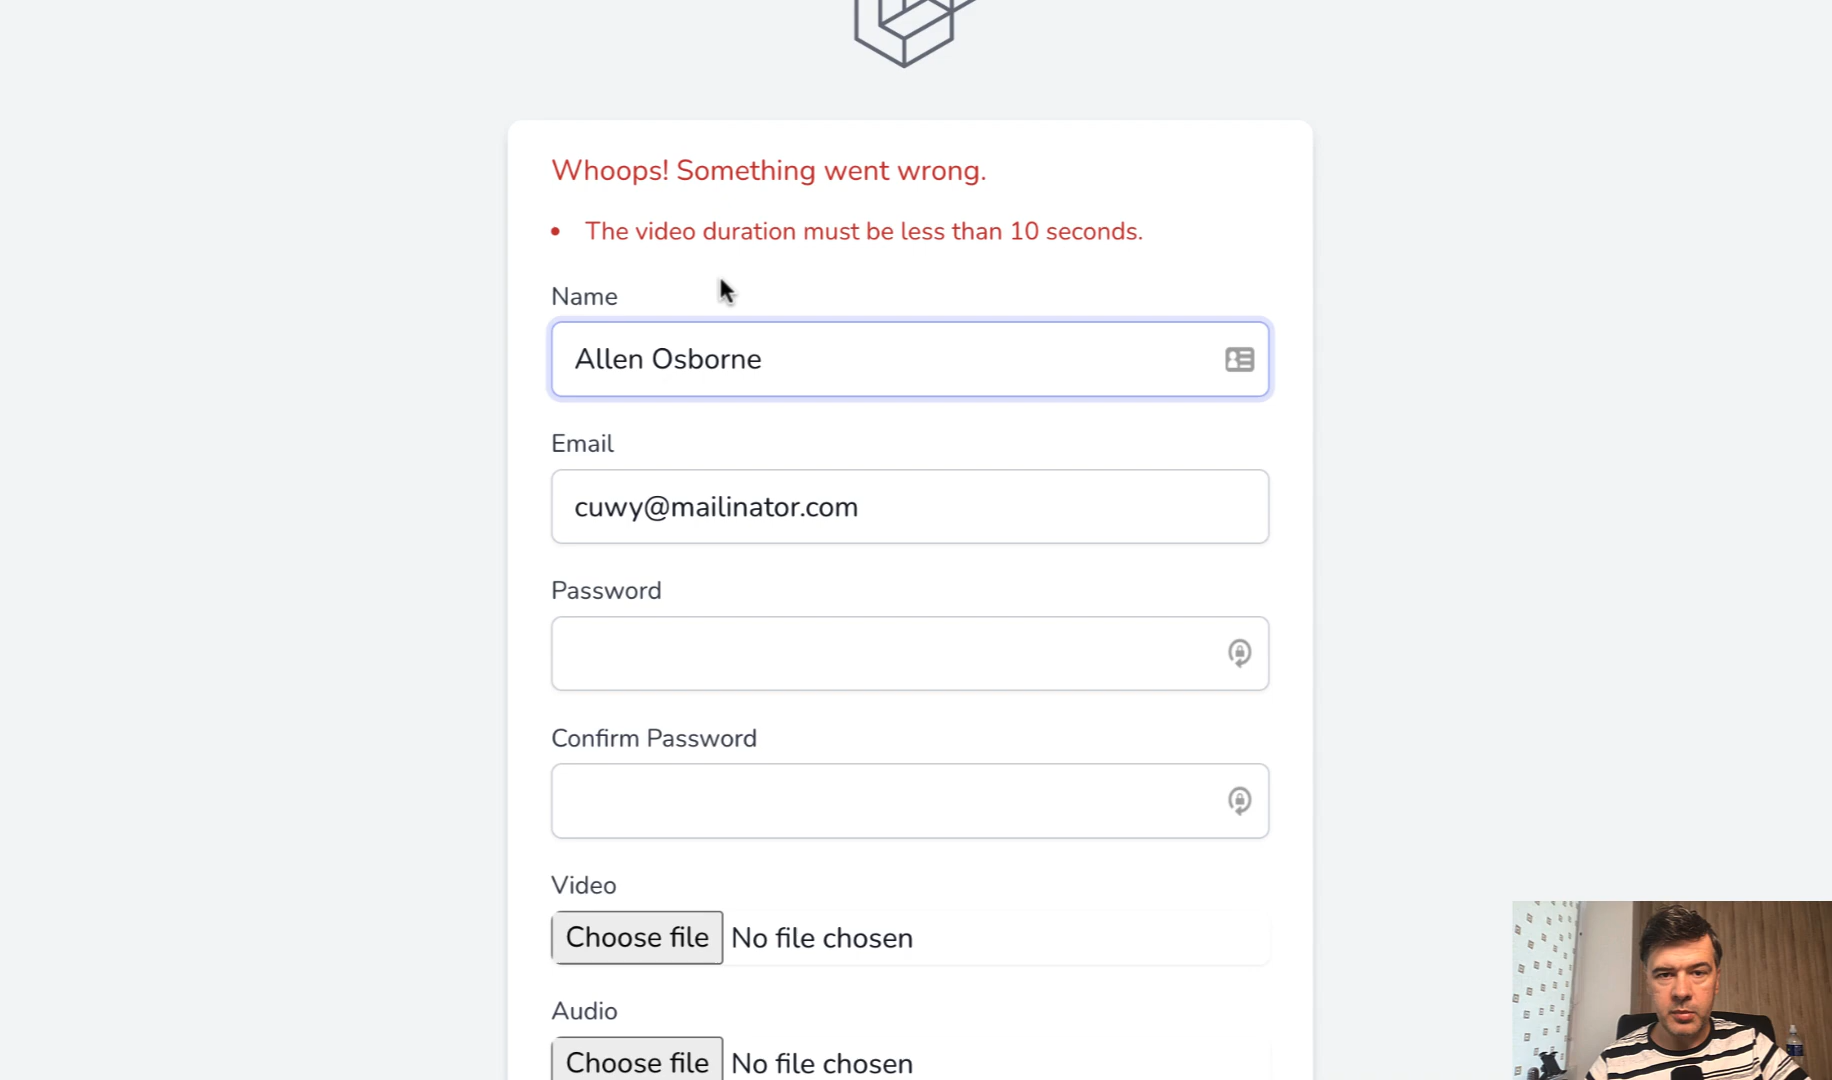 Whoops! Something went wrong.
• The video duration must be less than 10 seconds.
Name
Allen Osborne
Email
cuwy@mailinator.com
Password
Confirm Password
Video
Choose file No file chosen
Audio
Choose file No file chosen